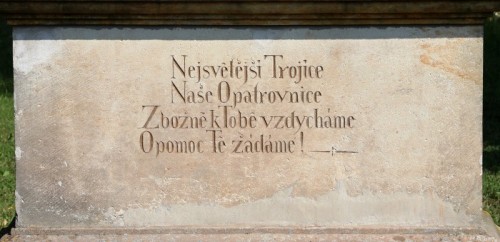 Nejsvětější Trojice
Naše Opatrovnice
Zbožně k Tobě vzdycháme
O pomoc Tě žádáme!